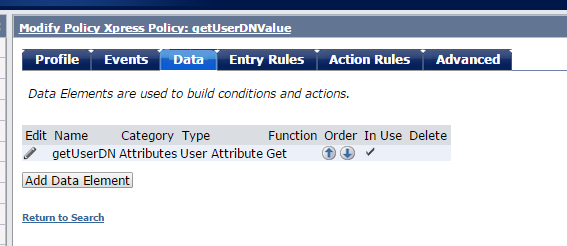 Modify Policy Xpress Policy: getUserDNValue
Profile Events Data Entry Rules Action Rules Advanced
Data Elements are used to build conditions and actions.
Edit Name Category Type Function Order In Use Delete
getUserDN Attributes User Attribute Get
Add Data Element
Return to Search